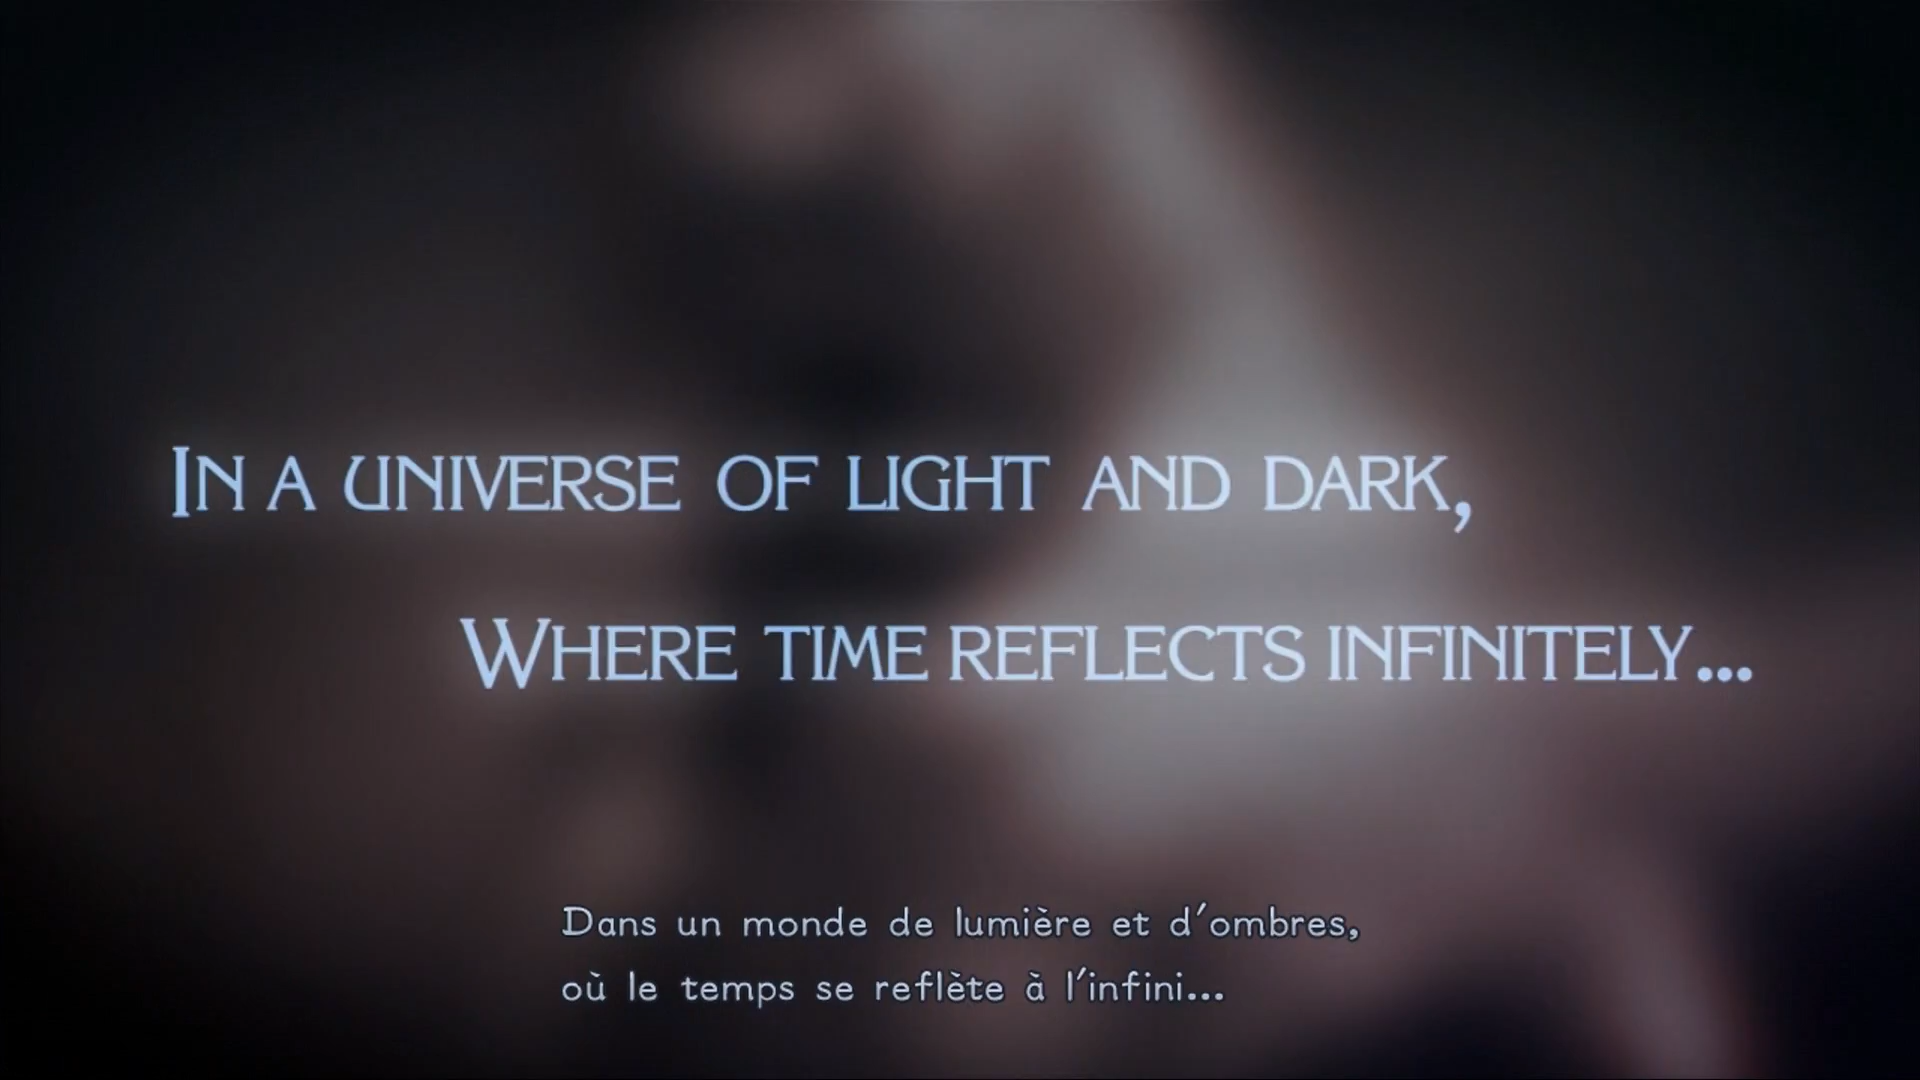 In a universe of light and dark,
Where time reflects infinitely...
Dans un monde de lumière et d'ombres,
où le temps se reflète à l'infini...